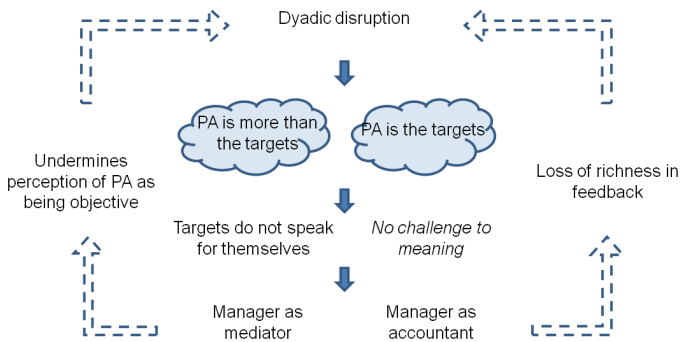 Dyadic disruption
PA is more than
the targets
PA is the targets
Undermines
perception of PA as
being objective
Loss of richness in
feedback
Targets do not speak
for themselves
No challenge to
meaning
Manager as
mediator
Manager as
accountant